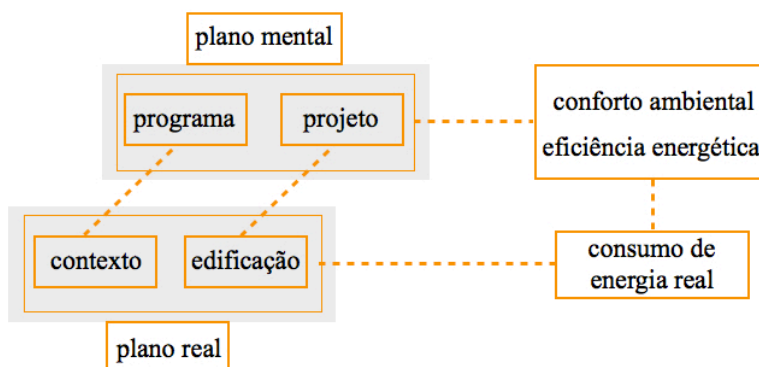 plano mental
programa
projeto
conforto ambiental
eficiência energética
contexto
edificação
consumo de
energia real
plano real